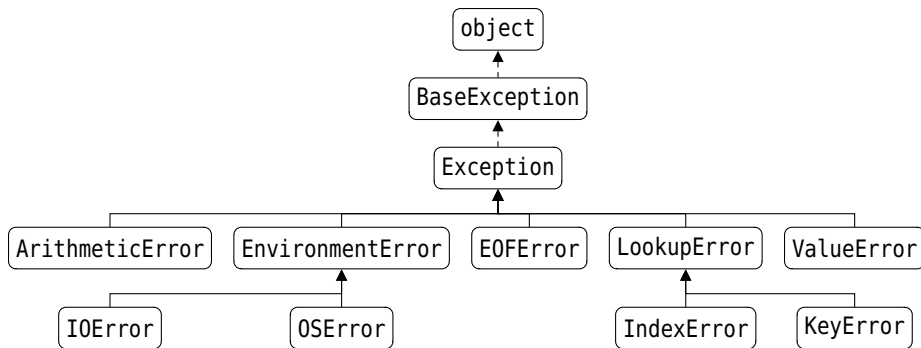 object
BaseException
Exception
ArithmeticError EnvironmentError EOFError LookupError ValueError
IOError OSError IndexError KeyError